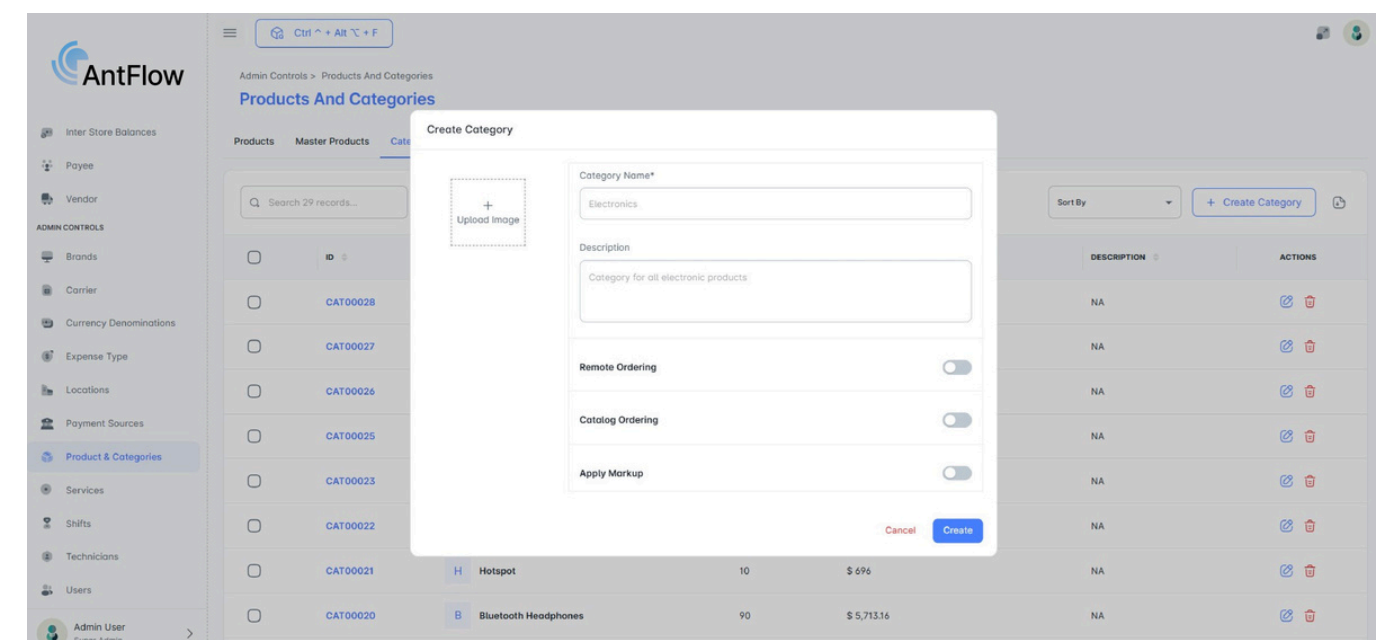 AntFlow
Ctrl ^ + Alt ⌥ + F
Admin Controls > Products And Categories
Products And Categories
Inter Store Balances
Payee
Vendor
ADMIN CONTROLS
Brands
Carrier
Currency Denominations
Expense Type
Locations
Payment Sources
Product & Categories
Services
Shifts
Technicians
Users
Admin User
Super Admin
Products Master Products Cate
Search 29 records...
Sort By
+ Create Category
ID DESCRIPTION ACTIONS
CAT00028 NA
CAT00027 NA
CAT00026 NA
CAT00025 NA
CAT00023 NA
CAT00022 NA
CAT00021 H Hotspot 10 $ 696 NA
CAT00020 B Bluetooth Headphones 90 $ 5,713.16 NA
Create Category
+
Upload Image
Category Name*
Electronics
Description
Category for all electronic products
Remote Ordering
Catalog Ordering
Apply Markup
Cancel Create